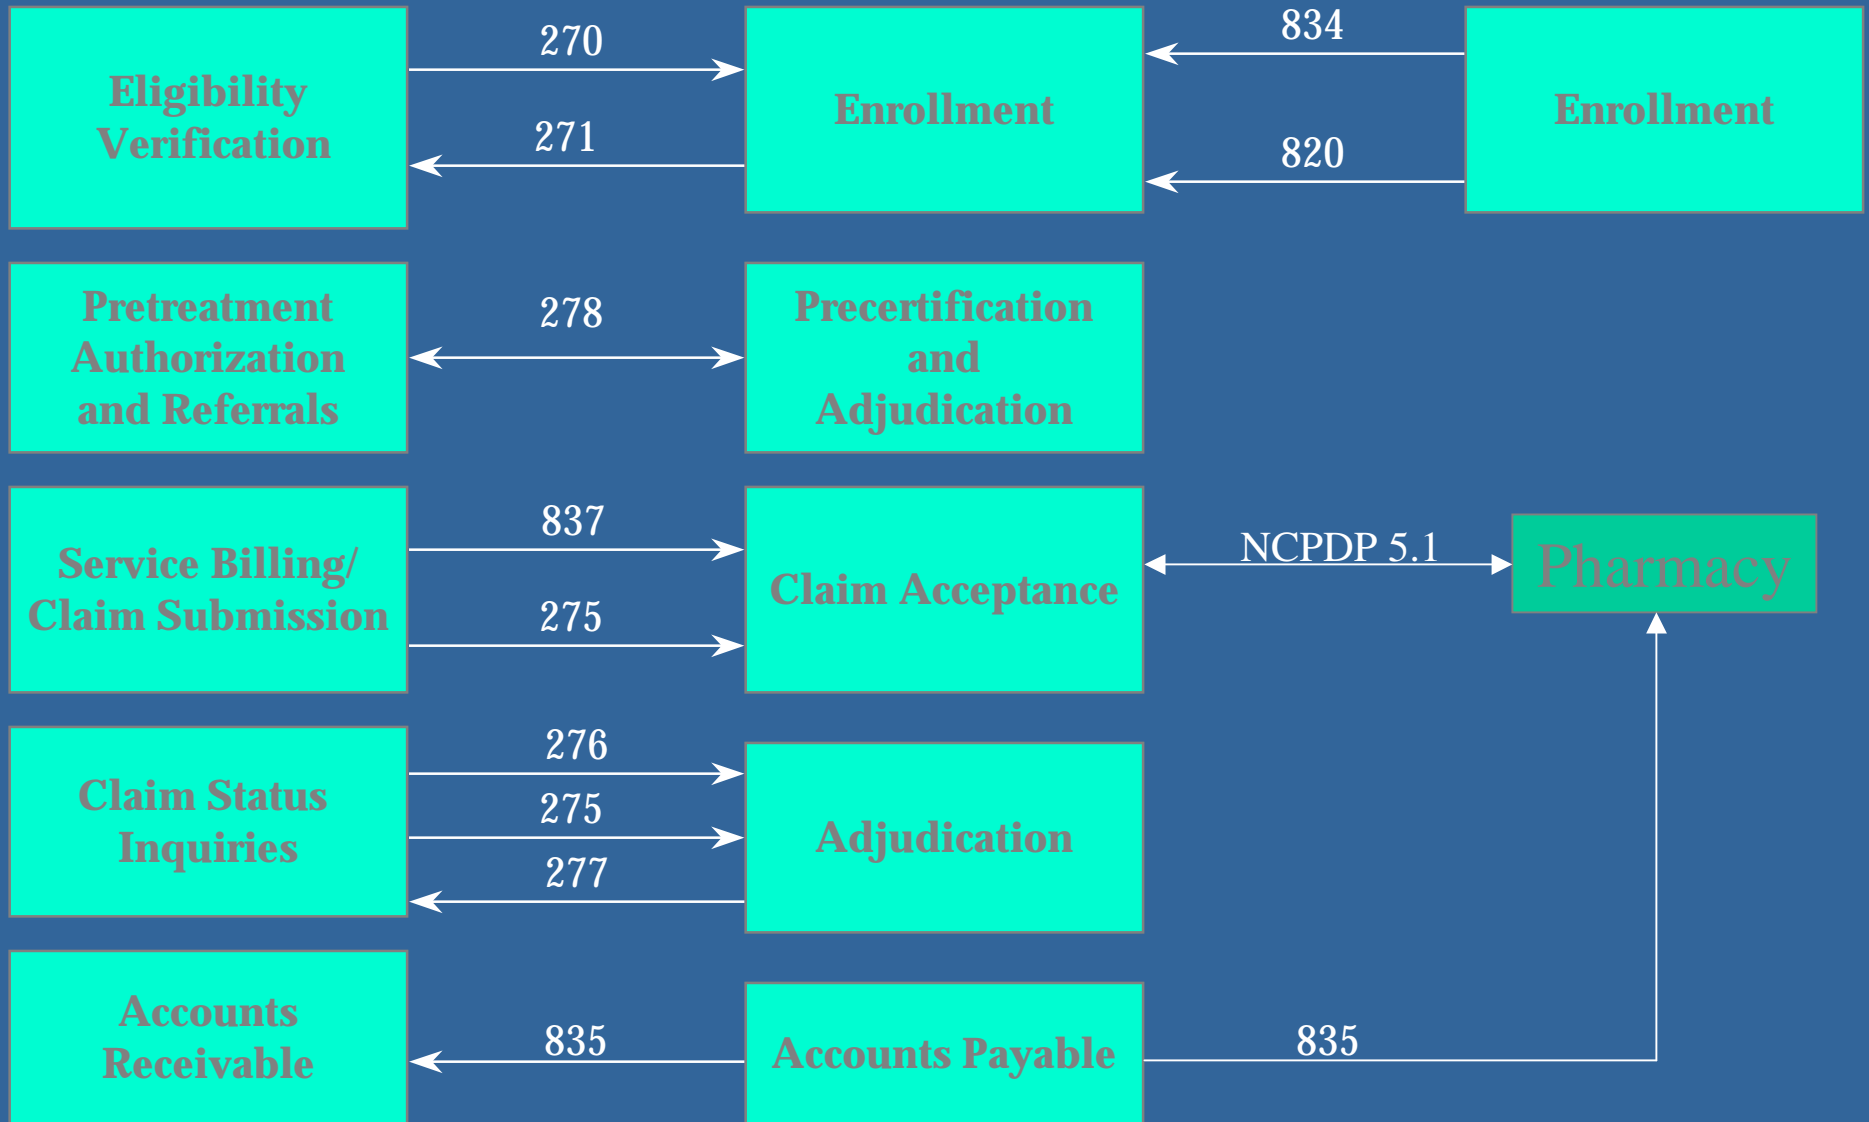 270
834
Eligibility
Verification
Enrollment
Enrollment
271
820
Pretreatment
Authorization
and Referrals
278
Precertification
and
Adjudication
Service Billing/
Claim Submission
837
275
Claim Acceptance
NCPDP 5.1
Pharmacy
Claim Status
Inquiries
276
275
277
Adjudication
Accounts
Receivable
835
Accounts Payable
835